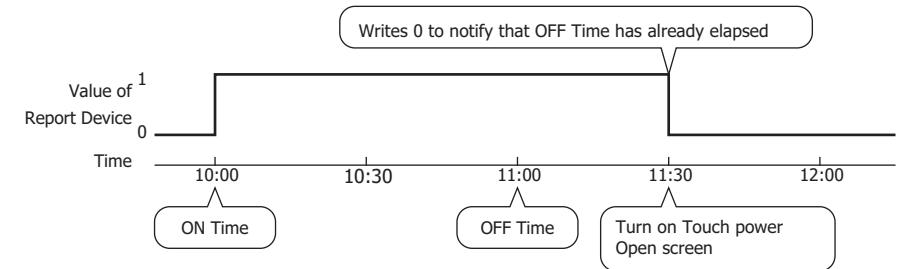 Writes 0 to notify that OFF Time has already elapsed
Value of
Report Device
1
0
Time
10:00
10:30
11:00
11:30
12:00
ON Time
OFF Time
Turn on Touch power
Open screen